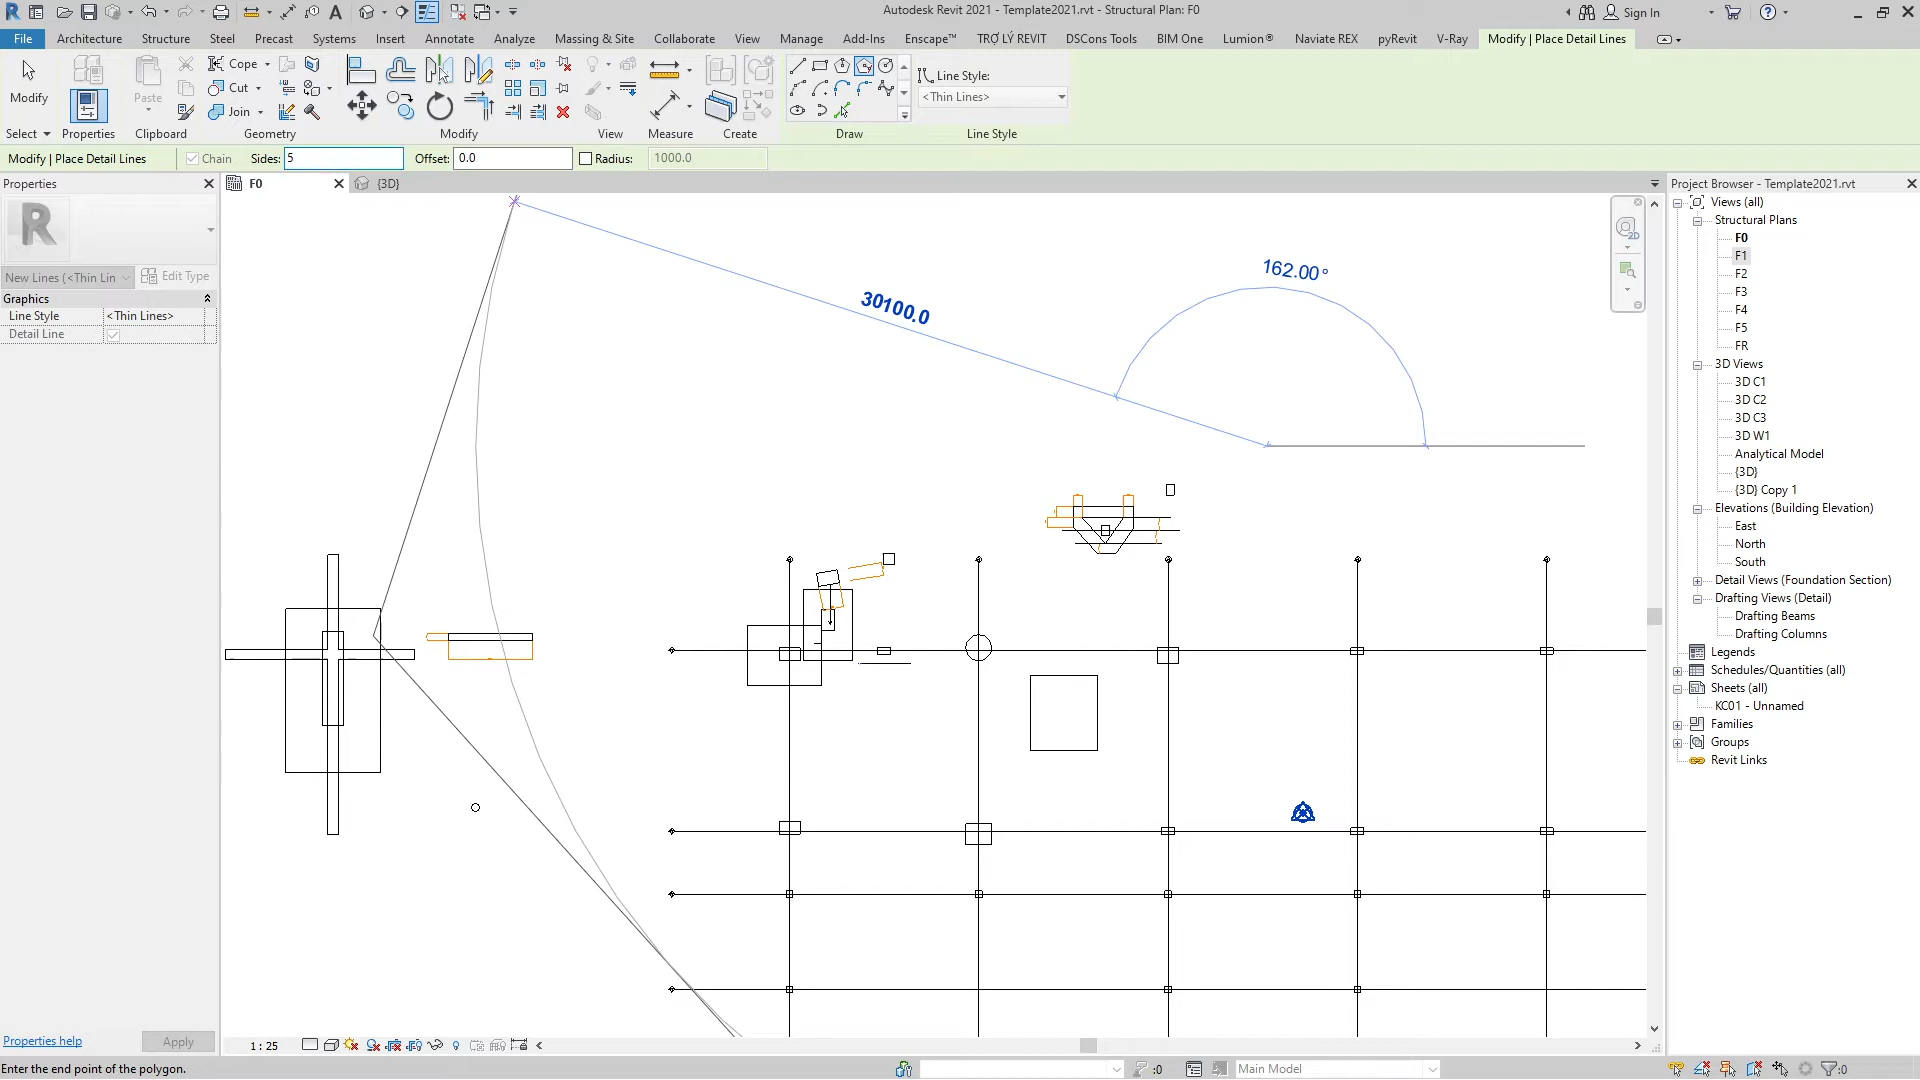 Autodesk Revit 2021 - Template2021.rvt - Structural Plan: F0
Sign In
File Architecture Structure Steel Precast Systems Insert Annotate Analyze Massing & Site Collaborate View Manage Add-Ins Enscape™ TRỢ LÝ REVIT DSCons Tools BIM One Lumion® Naviate REX pyRevit V-Ray Modify | Place Detail Lines
Modify
Paste
Cope
Cut
Join
Line Style:
<Thin Lines>
Select Properties Clipboard Geometry Modify View Measure Create Draw Line Style
Modify | Place Detail Lines Chain Sides: 5 Offset: 0.0 Radius: 1000.0
Properties
R
New Lines (<Thin Lin
Edit Type
Graphics
Line Style <Thin Lines>
Detail Line
Properties help
Apply
F0
{3D}
162.00°
30100.0
2D
1 : 25
Project Browser - Template2021.rvt
Views (all)
Structural Plans
F0
F1
F2
F3
F4
F5
FR
3D Views
3D C1
3D C2
3D C3
3D W1
Analytical Model
{3D}
{3D} Copy 1
Elevations (Building Elevation)
East
North
South
Detail Views (Foundation Section)
Drafting Views (Detail)
Drafting Beams
Drafting Columns
Legends
Schedules/Quantities (all)
Sheets (all)
KC01 - Unnamed
Families
Groups
Revit Links
Enter the end point of the polygon.
:0
Main Model
:0